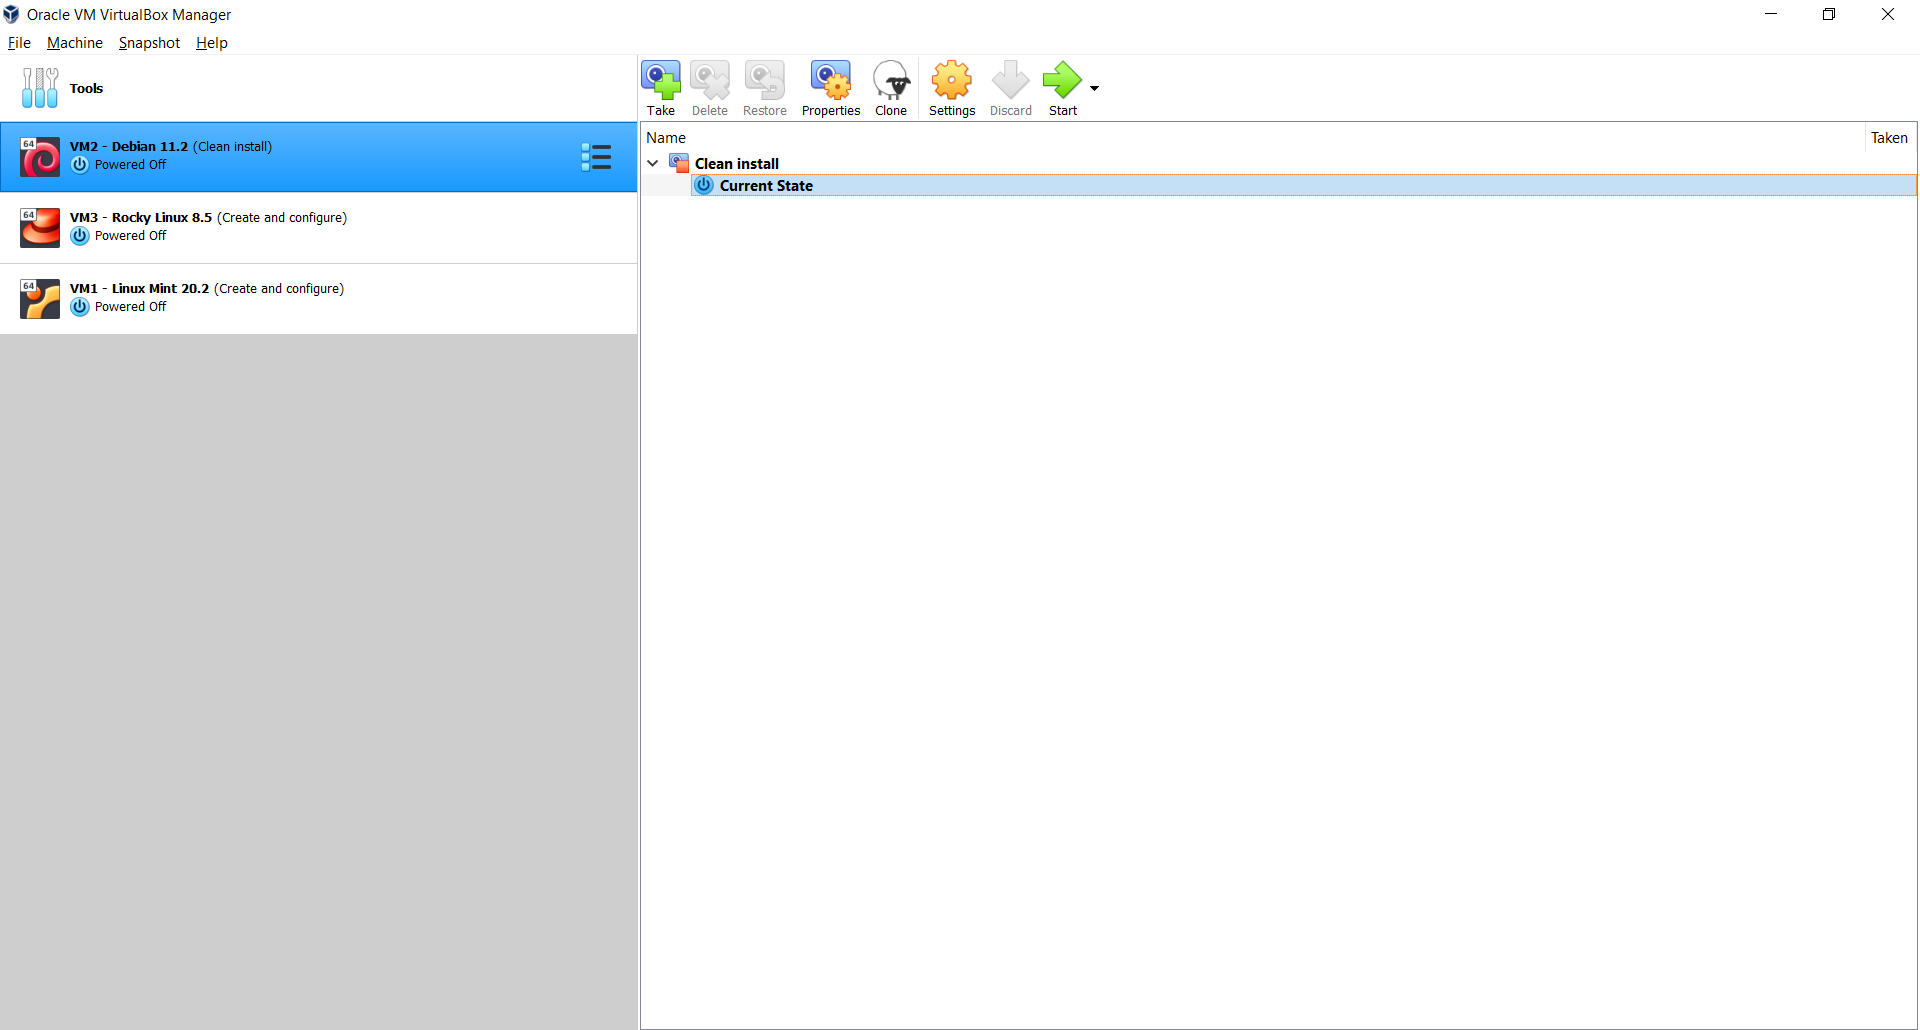 Oracle VM VirtualBox Manager
File Machine Snapshot Help
Tools
Take Delete Restore Properties Clone Settings Discard Start
64
VM2 - Debian 11.2 (Clean install)
Powered Off
64
VM3 - Rocky Linux 8.5 (Create and configure)
Powered Off
64
VM1 - Linux Mint 20.2 (Create and configure)
Powered Off
Name Taken
Clean install
Current State